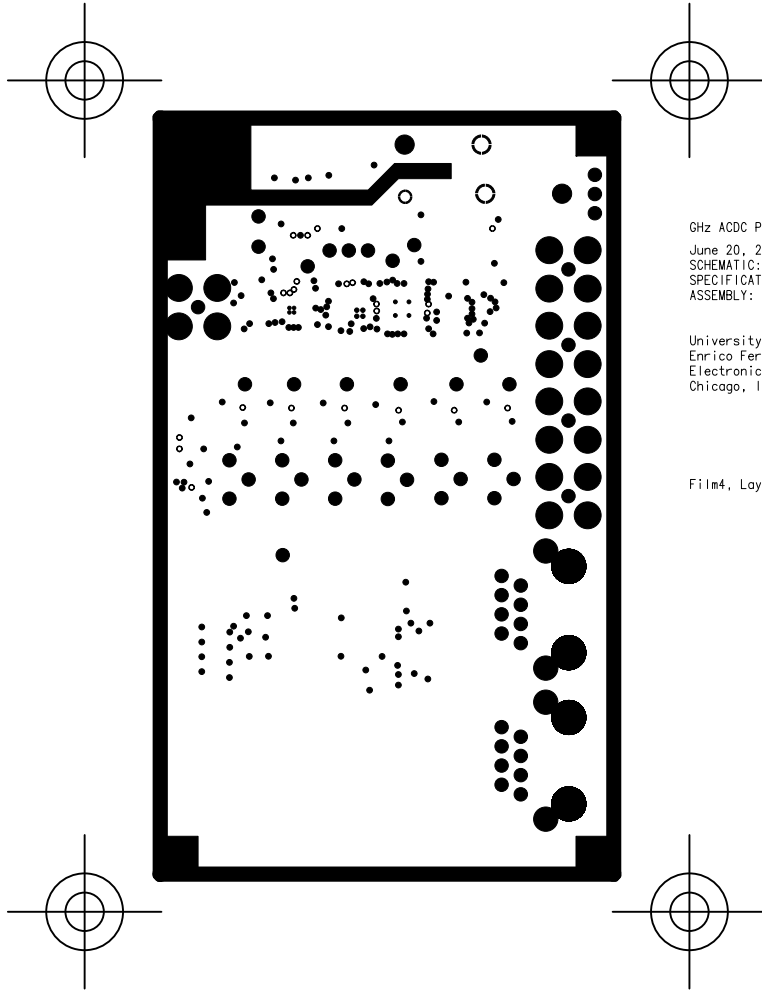 GHz ACDC P
June 20, 2
SCHEMATIC:
SPECIFICAT
ASSEMBLY:
University
Enrico Fer
Electronic
Chicago, I
Film4, Lay